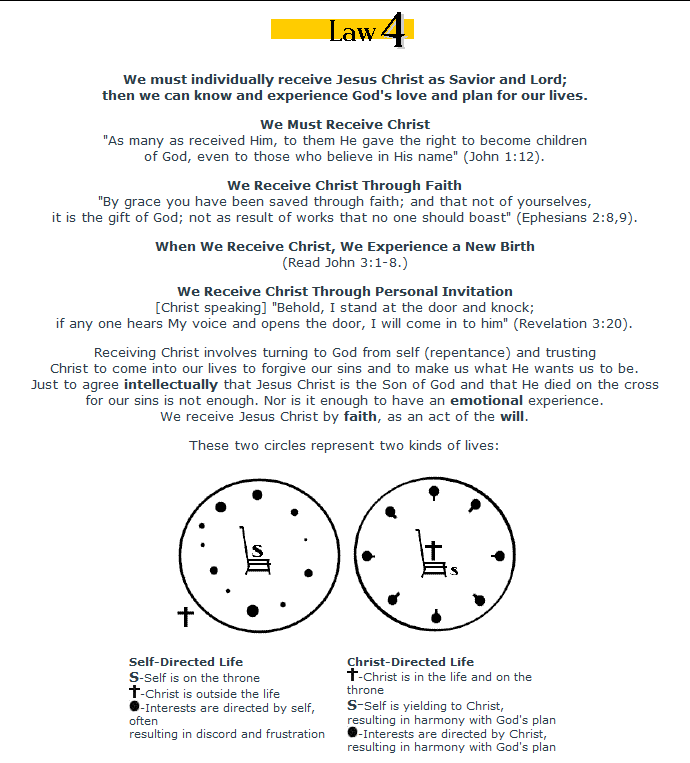 Law 4
We must individually receive Jesus Christ as Savior and Lord;
then we can know and experience God's love and plan for our lives.
We Must Receive Christ
"As many as received Him, to them He gave the right to become children
of God, even to those who believe in His name" (John 1:12).
We Receive Christ Through Faith
"By grace you have been saved through faith; and that not of yourselves,
it is the gift of God; not as result of works that no one should boast" (Ephesians 2:8,9).
When We Receive Christ, We Experience a New Birth
(Read John 3:1-8.)
We Receive Christ Through Personal Invitation
[Christ speaking] "Behold, I stand at the door and knock;
if any one hears My voice and opens the door, I will come in to him" (Revelation 3:20).
Receiving Christ involves turning to God from self (repentance) and trusting
Christ to come into our lives to forgive our sins and to make us what He wants us to be.
Just to agree intellectually that Jesus Christ is the Son of God and that He died on the cross
for our sins is not enough. Nor is it enough to have an emotional experience.
We receive Jesus Christ by faith, as an act of the will.
These two circles represent two kinds of lives:
S
s
Self-Directed Life
S-Self is on the throne
✝-Christ is outside the life
●-Interests are directed by self,
often
resulting in discord and frustration
Christ-Directed Life
✝-Christ is in the life and on the
throne
S-Self is yielding to Christ,
resulting in harmony with God's plan
●-Interests are directed by Christ,
resulting in harmony with God's plan